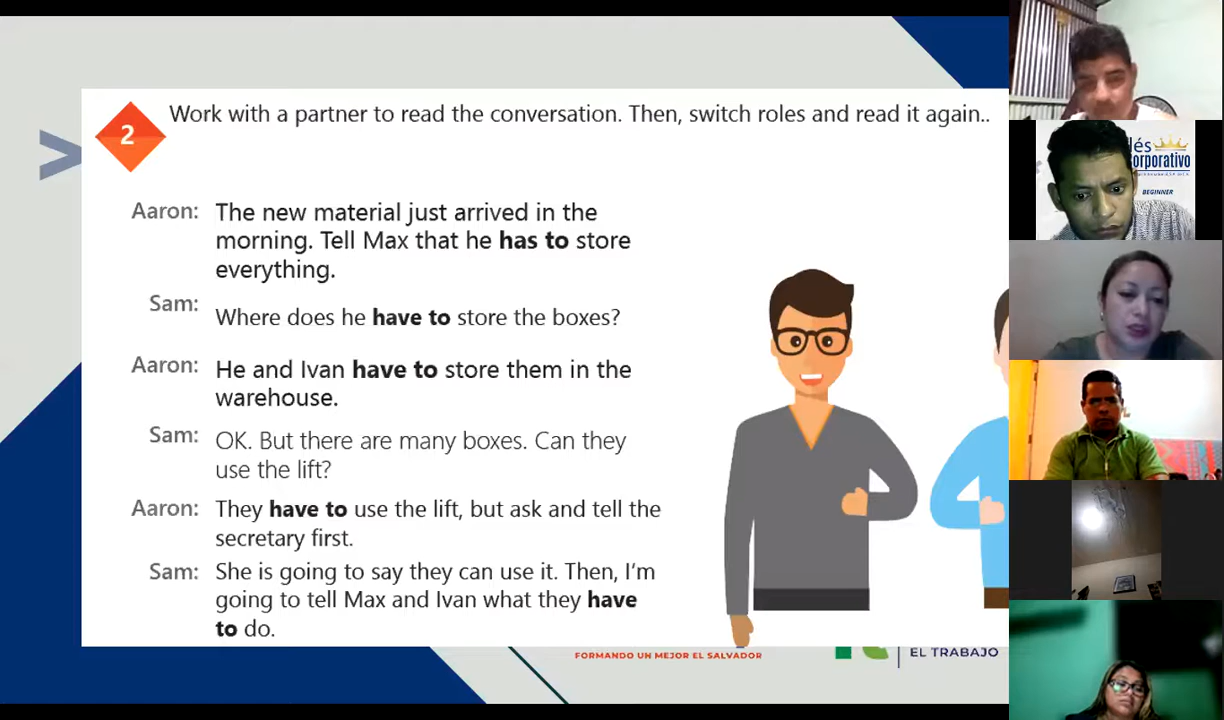 2
Work with a partner to read the conversation. Then, switch roles and read it again..
Aaron: The new material just arrived in the
morning. Tell Max that he has to store
everything.
Sam: Where does he have to store the boxes?
Aaron: He and Ivan have to store them in the
warehouse.
Sam: OK. But there are many boxes. Can they
use the lift?
Aaron: They have to use the lift, but ask and tell the
secretary first.
Sam: She is going to say they can use it. Then, I'm
going to tell Max and Ivan what they have
to do.
FORMANDO UN MEJOR EL SALVADOR
EL TRABAJO
lés
orporativo
BEGINNER